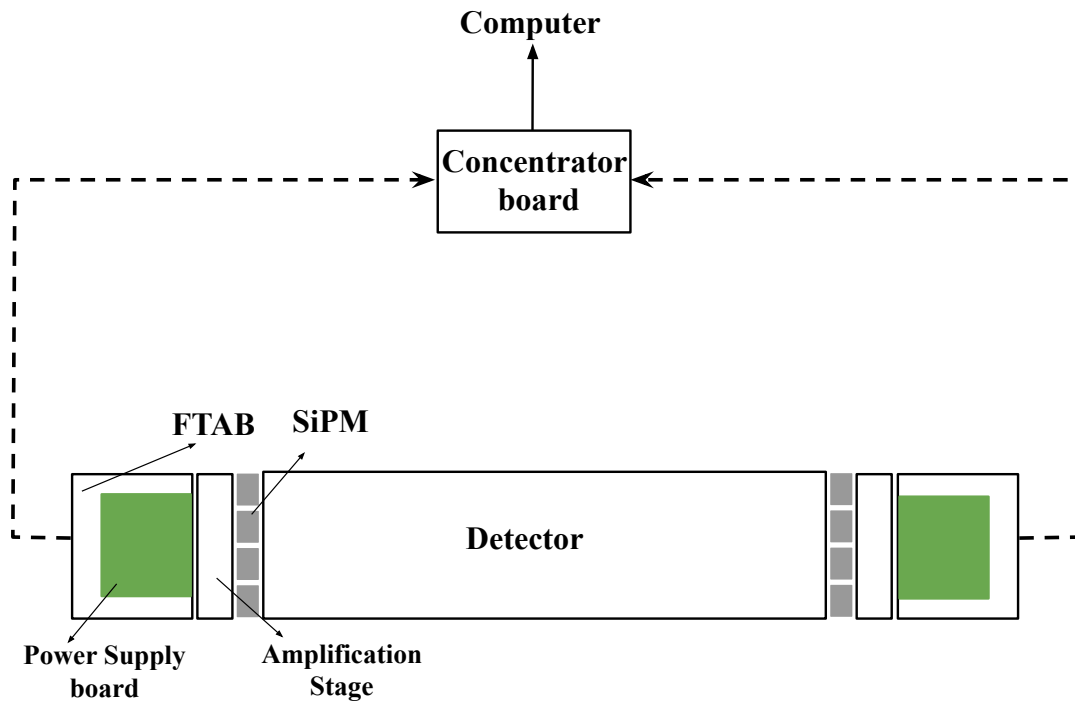 Computer
Concentrator
board
FTAB
SiPM
Detector
Power Supply
board
Amplification
Stage